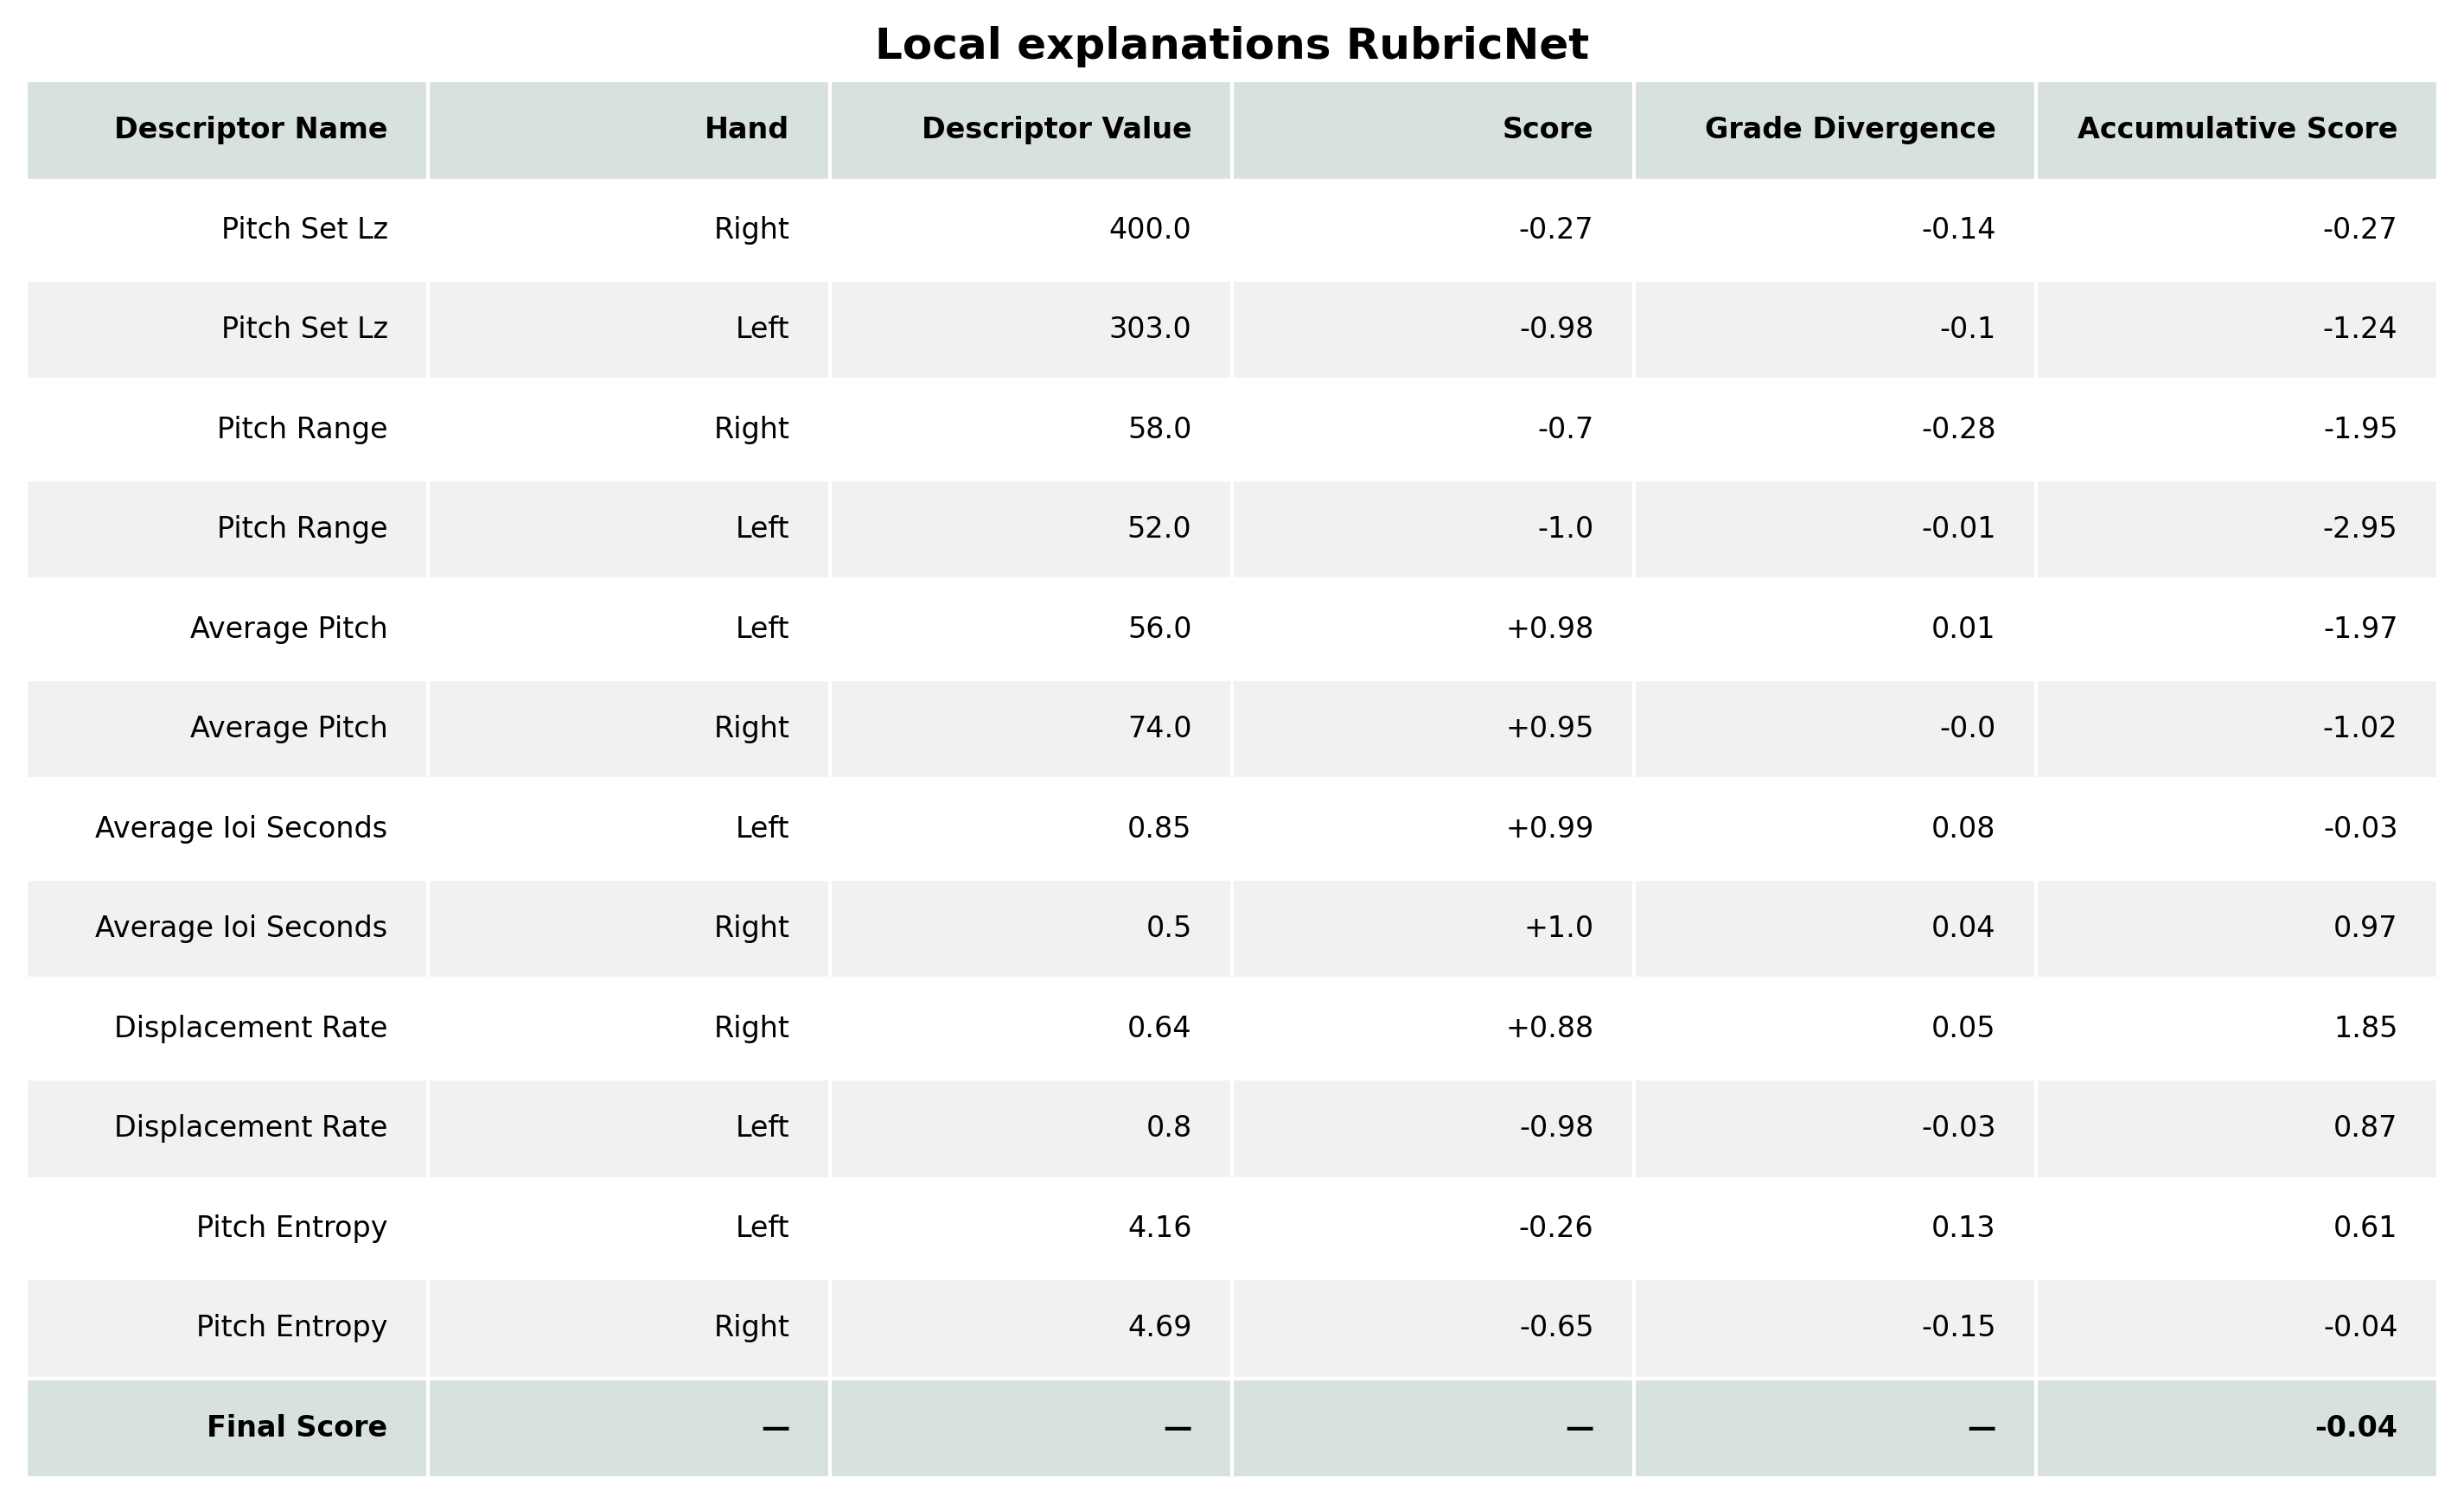 Local explanations RubricNet
Descriptor Name Hand Descriptor Value Score Grade Divergence Accumulative Score
Pitch Set Lz Right 400.0 -0.27 -0.14 -0.27
Pitch Set Lz Left 303.0 -0.98 -0.1 -1.24
Pitch Range Right 58.0 -0.7 -0.28 -1.95
Pitch Range Left 52.0 -1.0 -0.01 -2.95
Average Pitch Left 56.0 +0.98 0.01 -1.97
Average Pitch Right 74.0 +0.95 -0.0 -1.02
Average Ioi Seconds Left 0.85 +0.99 0.08 -0.03
Average Ioi Seconds Right 0.5 +1.0 0.04 0.97
Displacement Rate Right 0.64 +0.88 0.05 1.85
Displacement Rate Left 0.8 -0.98 -0.03 0.87
Pitch Entropy Left 4.16 -0.26 0.13 0.61
Pitch Entropy Right 4.69 -0.65 -0.15 -0.04
Final Score — — — — -0.04